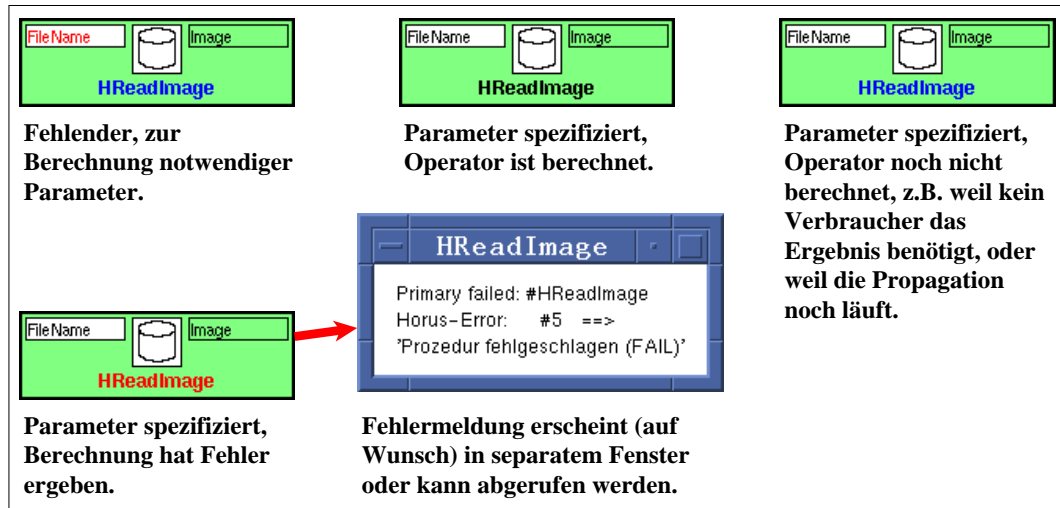 FileName Image
HReadImage
Fehlender, zur
Berechnung notwendiger
Parameter.
FileName Image
HReadImage
Parameter spezifiziert,
Operator ist berechnet.
FileName Image
HReadImage
Parameter spezifiziert,
Operator noch nicht
berechnet, z.B. weil kein
Verbraucher das
Ergebnis benötigt, oder
weil die Propagation
noch läuft.
FileName Image
HReadImage
Parameter spezifiziert,
Berechnung hat Fehler
ergeben.
HReadImage
Primary failed: #HReadImage
Horus-Error: #5 ==>
'Prozedur fehlgeschlagen (FAIL)'
Fehlermeldung erscheint (auf
Wunsch) in separatem Fenster
oder kann abgerufen werden.